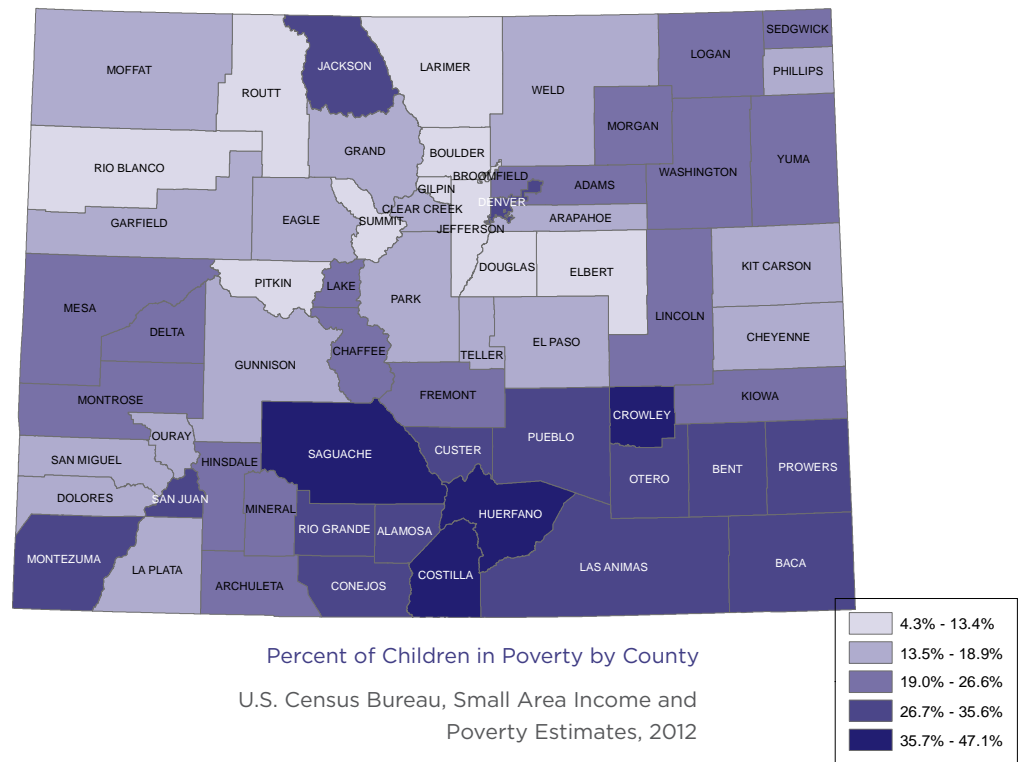 SEDGWICK
LOGAN
JACKSON
LARIMER
MOFFAT
PHILLIPS
ROUTT
WELD
MORGAN
GRAND
BOULDER
YUMA
RIO BLANCO
WASHINGTON
BROOMFIELD
ADAMS
GILPIN
DENVER
CLEAR CREEK
ARAPAHOE
EAGLE
SUMMIT
GARFIELD
JEFFERSON
DOUGLAS
ELBERT
KIT CARSON
PITKIN
LAKE
PARK
MESA
LINCOLN
DELTA
CHEYENNE
EL PASO
CHAFFEE
TELLER
GUNNISON
FREMONT
KIOWA
MONTROSE
CROWLEY
OURAY
PUEBLO
CUSTER
SAGUACHE
SAN MIGUEL
HINSDALE
PROWERS
BENT
OTERO
DOLORES
SAN JUAN
MINERAL
HUERFANO
RIO GRANDE
ALAMOSA
MONTEZUMA
BACA
LAS ANIMAS
LA PLATA
COSTILLA
ARCHULETA
CONEJOS
4.3% - 13.4%
13.5% - 18.9%
19.0% - 26.6%
26.7% - 35.6%
35.7% - 47.1%
Percent of Children in Poverty by County
U.S. Census Bureau, Small Area Income and
Poverty Estimates, 2012